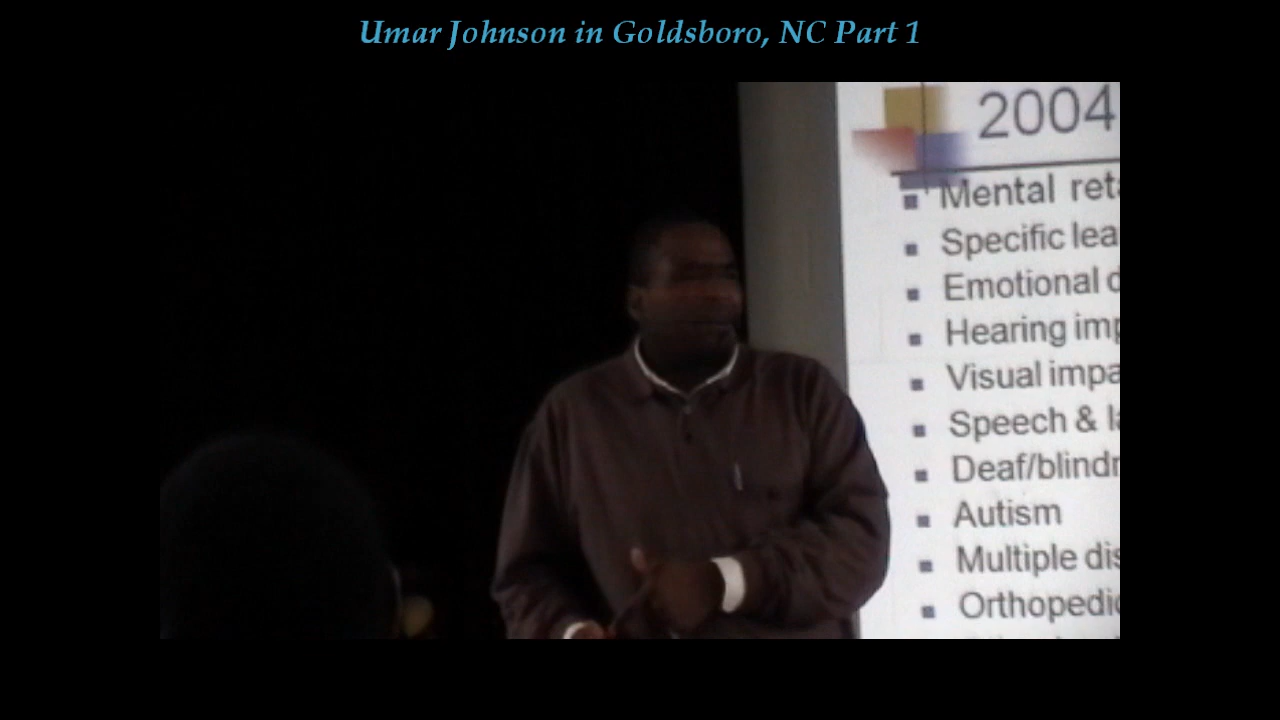 Umar Johnson in Goldsboro, NC Part 1
2004
Mental reta
Specific lea
Emotional d
Hearing imp
Visual impa
Speech & la
Deaf/blindn
Autism
Multiple dis
Orthopedic